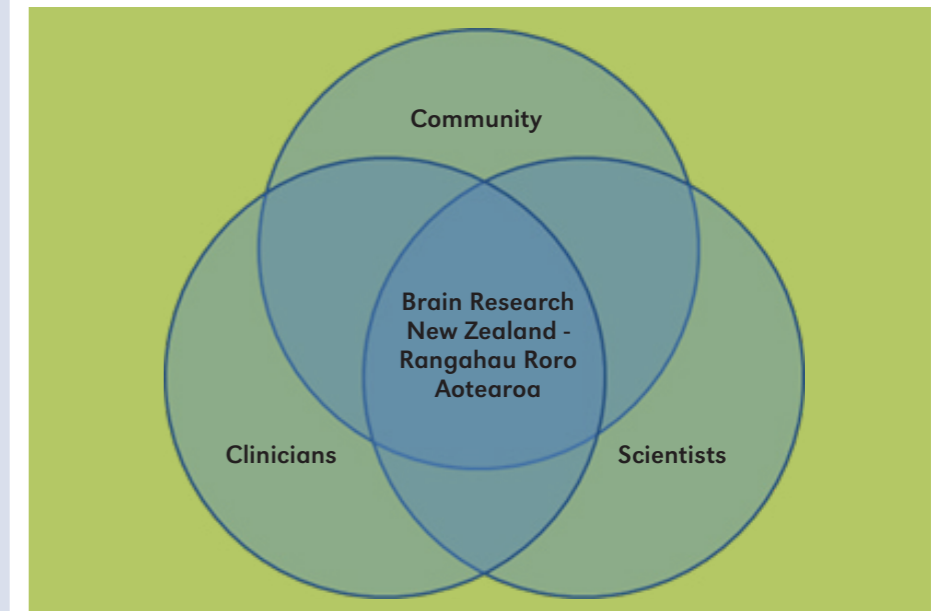 Community
Brain Research
New Zealand -
Rangahau Roro
Aotearoa
Clinicians
Scientists